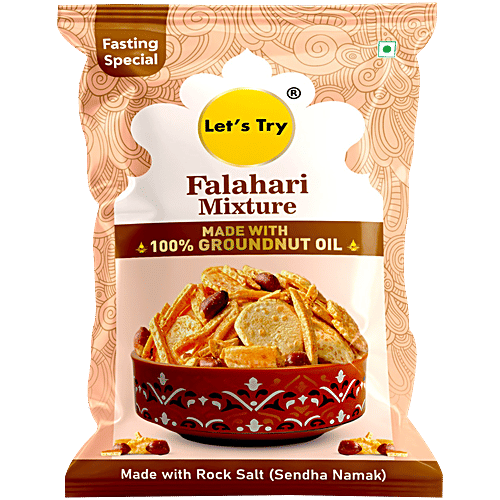 Fasting
Special
®
Let's Try
Falahari
Mixture
MADE WITH
100% GROUNDNUT OIL
Made with Rock Salt (Sendha Namak)